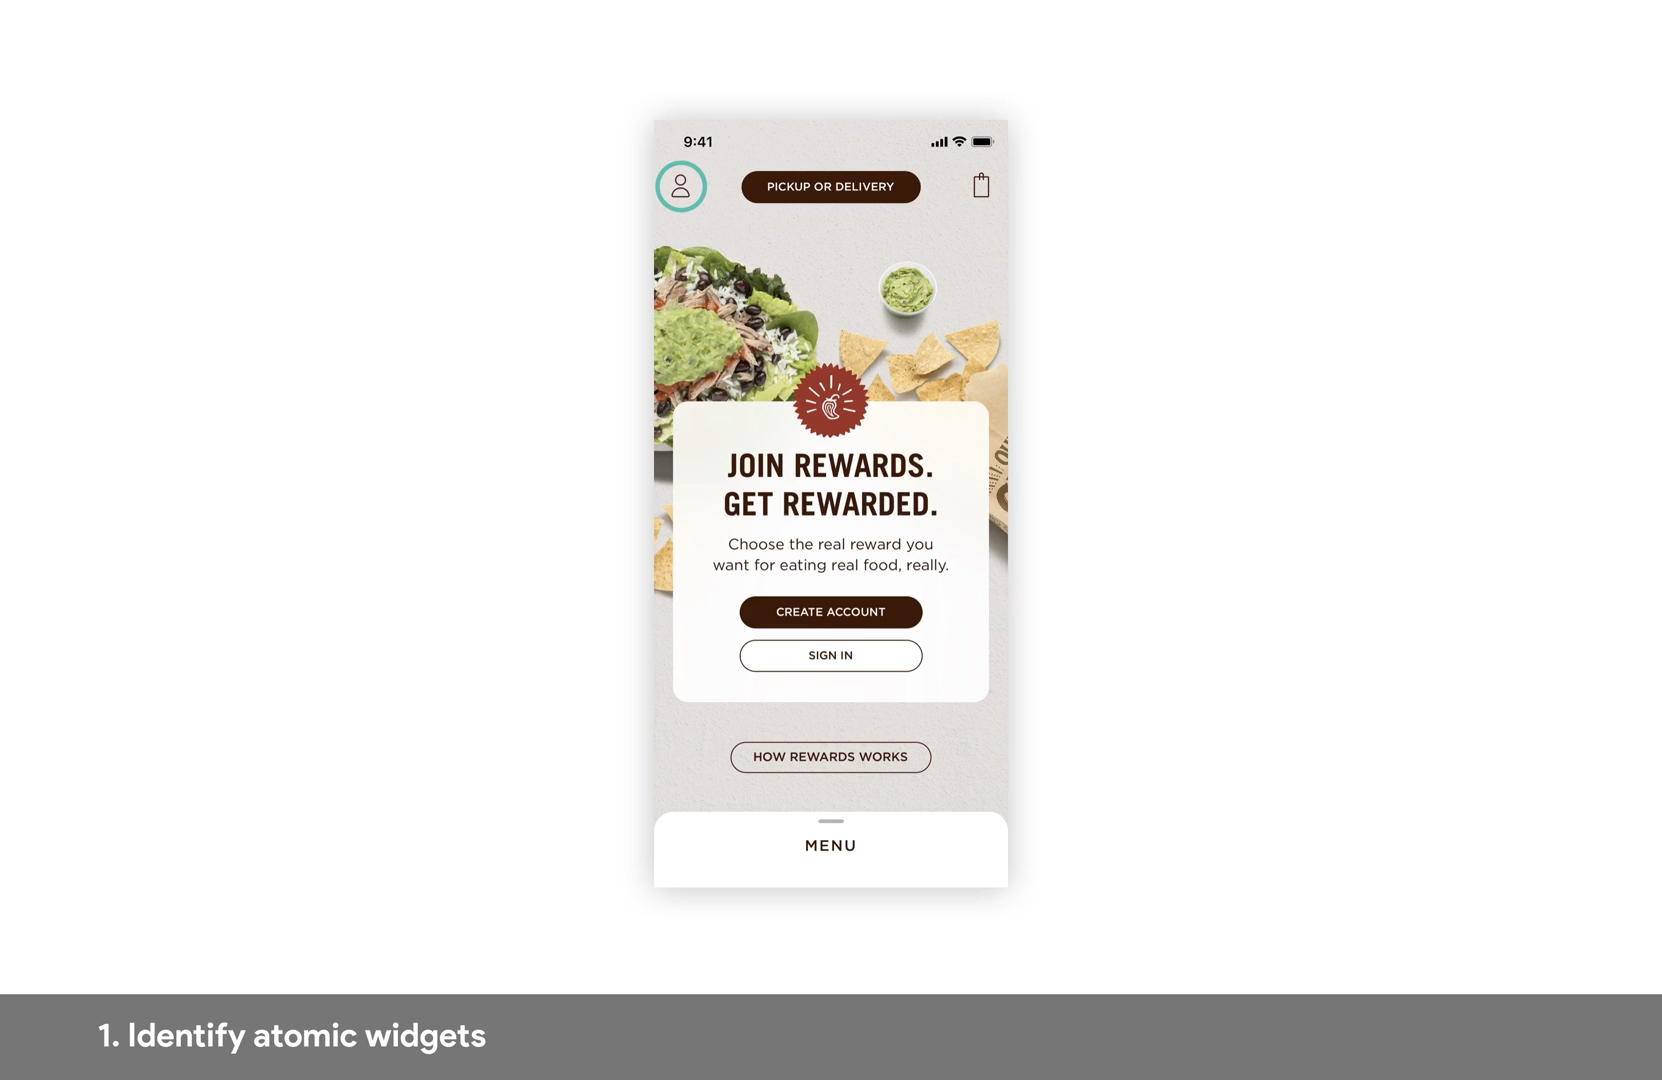 9:41
PICKUP OR DELIVERY
JOIN REWARDS.
GET REWARDED.
Choose the real reward you
want for eating real food, really.
CREATE ACCOUNT
SIGN IN
HOW REWARDS WORKS
MENU
1. Identify atomic widgets